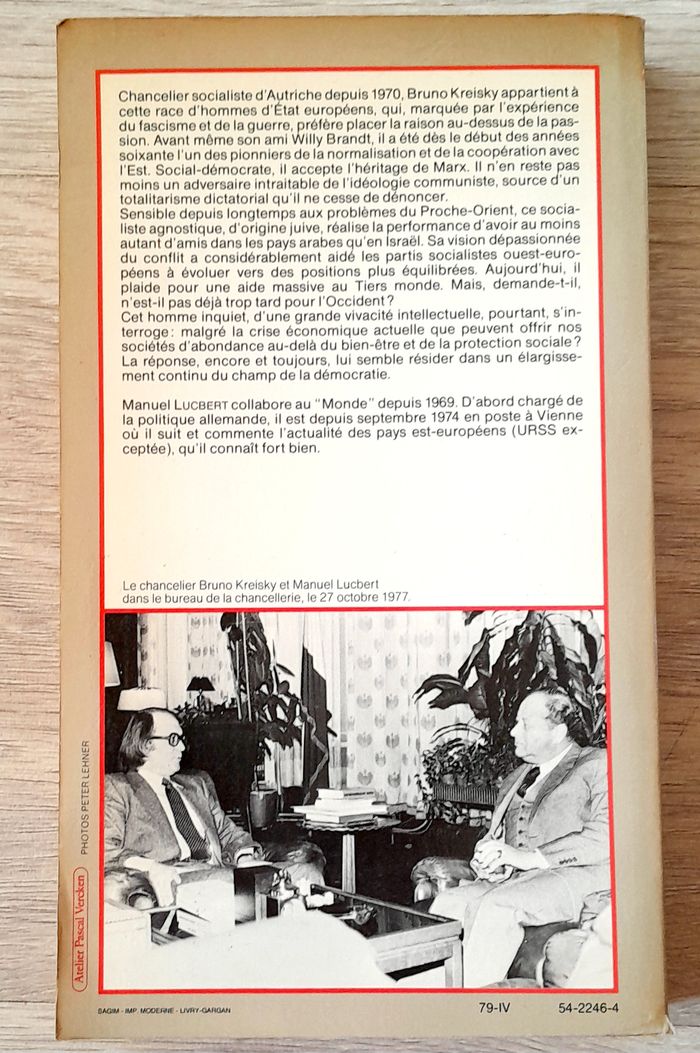 Chancelier socialiste d'Autriche depuis 1970, Bruno Kreisky appartient à
cette race d'hommes d'État européens, qui, marquée par l'expérience
du fascisme et de la guerre, préfère placer la raison au-dessus de la pas-
sion. Avant même son ami Willy Brandt, il a été dès le début des années
soixante l'un des pionniers de la normalisation et de la coopération avec
l'Est. Social-démocrate, il accepte l'héritage de Marx. Il n'en reste pas
moins un adversaire intraitable de l'idéologie communiste, source d'un
totalitarisme dictatorial qu'il ne cesse de dénoncer.
Sensible depuis longtemps aux problèmes du Proche-Orient, ce socia-
liste agnostique, d'origine juive, réalise la performance d'avoir au moins
autant d'amis dans les pays arabes qu'en Israël. Sa vision dépassionnée
du conflit a considérablement aidé les partis socialistes ouest-euro-
péens à évoluer vers des positions plus équilibrées. Aujourd'hui, il
plaide pour une aide massive au Tiers monde. Mais, demande-t-il,
n'est-il pas déjà trop tard pour l'Occident ?
Cet homme inquiet, d'une grande vivacité intellectuelle, pourtant, s'in-
terroge : malgré la crise économique actuelle que peuvent offrir nos
sociétés d'abondance au-delà du bien-être et de la protection sociale ?
La réponse, encore et toujours, lui semble résider dans un élargisse-
ment continu du champ de la démocratie.
Manuel LUCBERT collabore au "Monde" depuis 1969. D'abord chargé de
la politique allemande, il est depuis septembre 1974 en poste à Vienne
où il suit et commente l'actualité des pays est-européens (URSS ex-
ceptée), qu'il connaît fort bien.
Le chancelier Bruno Kreisky et Manuel Lucbert
dans le bureau de la chancellerie, le 27 octobre 1977.
PHOTOS PETER LEHNER
Atelier Pascal Vercken
SAGIM - IMP. MODERNE - LIVRY-GARGAN
79-IV
54-2246-4